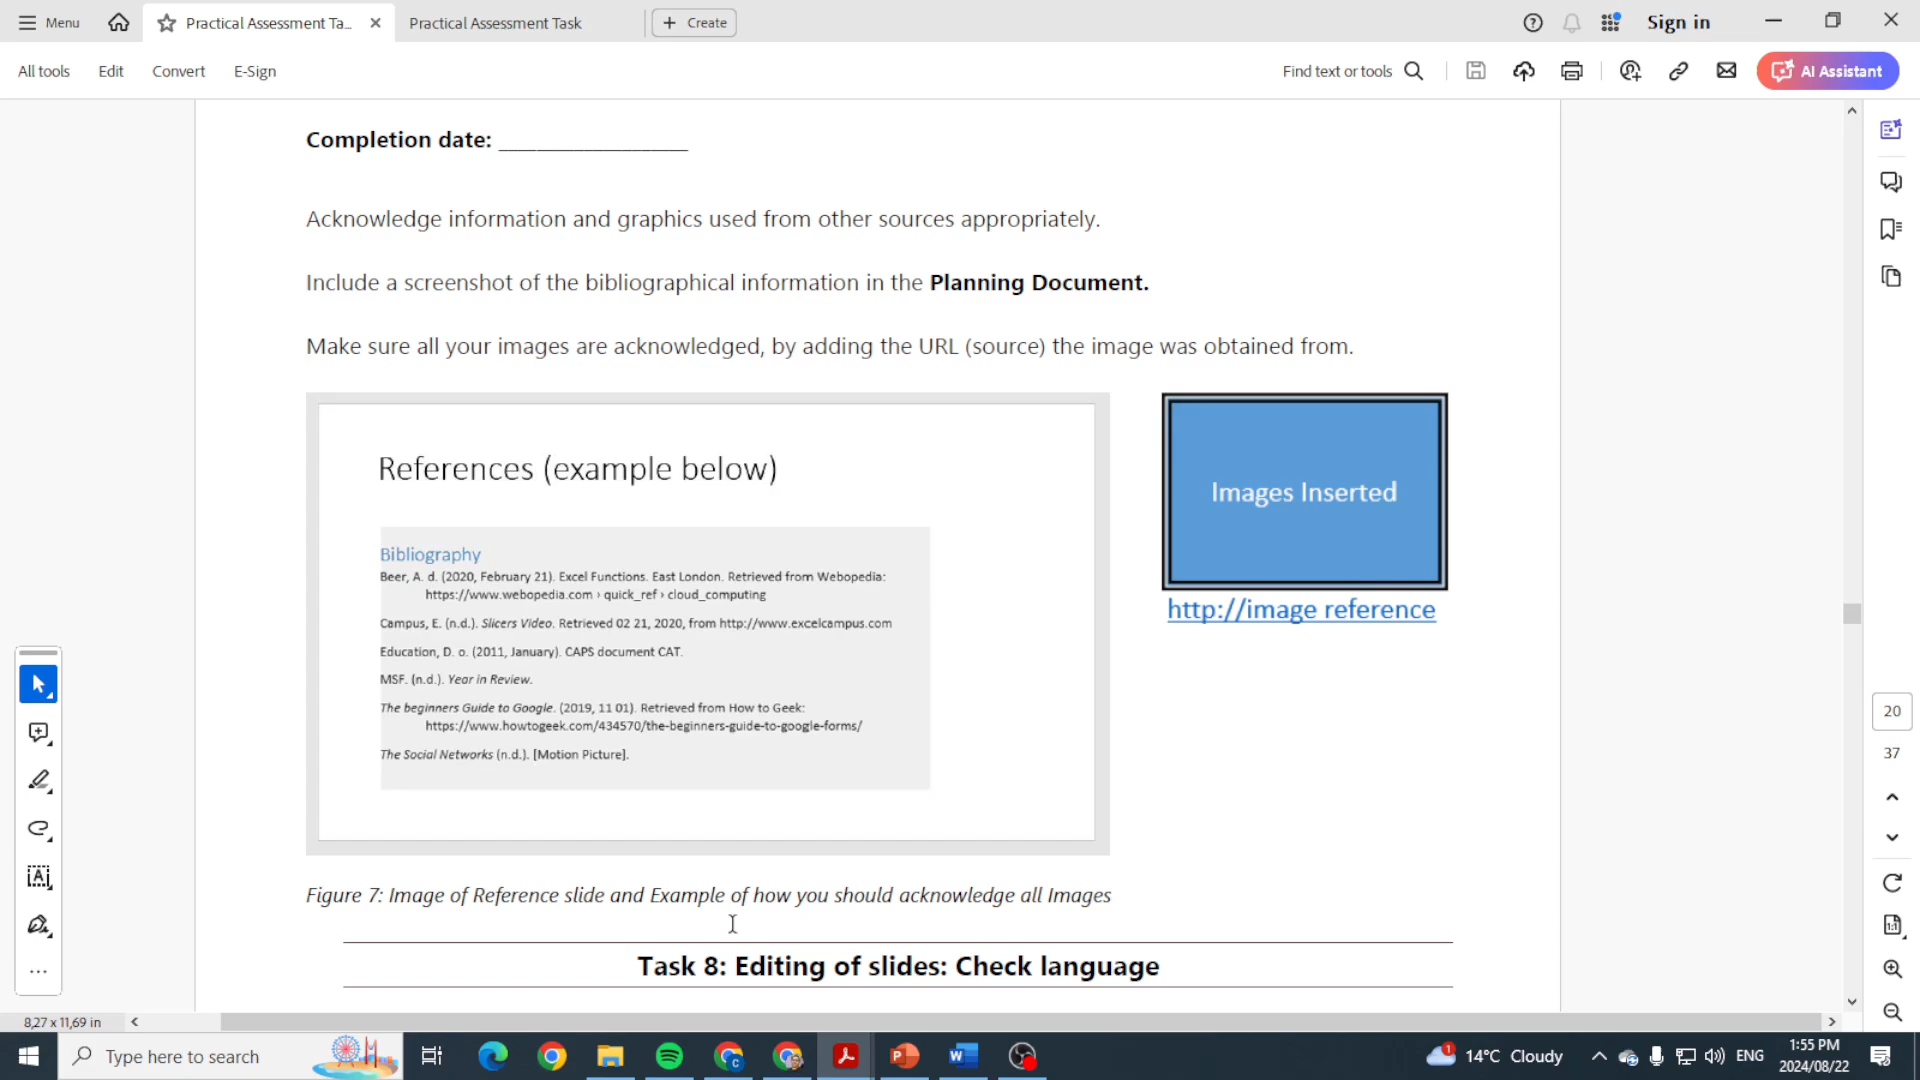 Menu
Practical Assessment Ta...
Practical Assessment Task
Create
Sign in
All tools
Edit
Convert
E-Sign
Find text or tools
AI Assistant
Completion date: __________________
Acknowledge information and graphics used from other sources appropriately.
Include a screenshot of the bibliographical information in the Planning Document.
Make sure all your images are acknowledged, by adding the URL (source) the image was obtained from.
References (example below)
Bibliography
Beer, A. d. (2020, February 21). Excel Functions. East London. Retrieved from Webopedia:
https://www.webopedia.com › quick_ref › cloud_computing
Campus, E. (n.d.). Slicers Video. Retrieved 02 21, 2020, from http://www.excelcampus.com
Education, D. o. (2011, January). CAPS document CAT.
MSF. (n.d.). Year in Review.
The beginners Guide to Google. (2019, 11 01). Retrieved from How to Geek:
https://www.howtogeek.com/434570/the-beginners-guide-to-google-forms/
The Social Networks (n.d.). [Motion Picture].
Images Inserted
http://image reference
Figure 7: Image of Reference slide and Example of how you should acknowledge all Images
Task 8: Editing of slides: Check language
20
37
8,27 x 11,69 in
Type here to search
14°C Cloudy
ENG
1:55 PM
2024/08/22